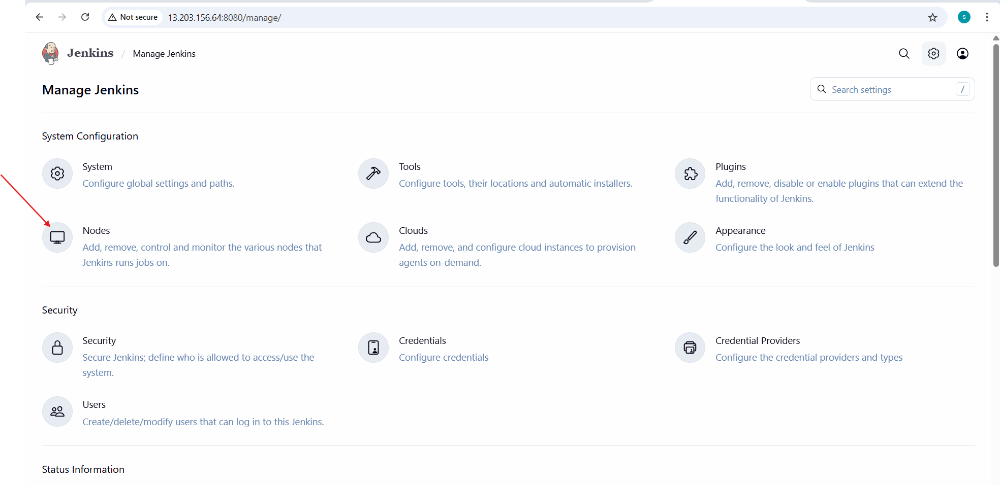 Not secure 13.203.156.64:8080/manage/ s
Jenkins / Manage Jenkins
Manage Jenkins
Search settings /
System Configuration
System
Configure global settings and paths.
Tools
Configure tools, their locations and automatic installers.
Plugins
Add, remove, disable or enable plugins that can extend the
functionality of Jenkins.
Nodes
Add, remove, control and monitor the various nodes that
Jenkins runs jobs on.
Clouds
Add, remove, and configure cloud instances to provision
agents on-demand.
Appearance
Configure the look and feel of Jenkins
Security
Security
Secure Jenkins; define who is allowed to access/use the
system.
Credentials
Configure credentials
Credential Providers
Configure the credential providers and types
Users
Create/delete/modify users that can log in to this Jenkins.
Status Information